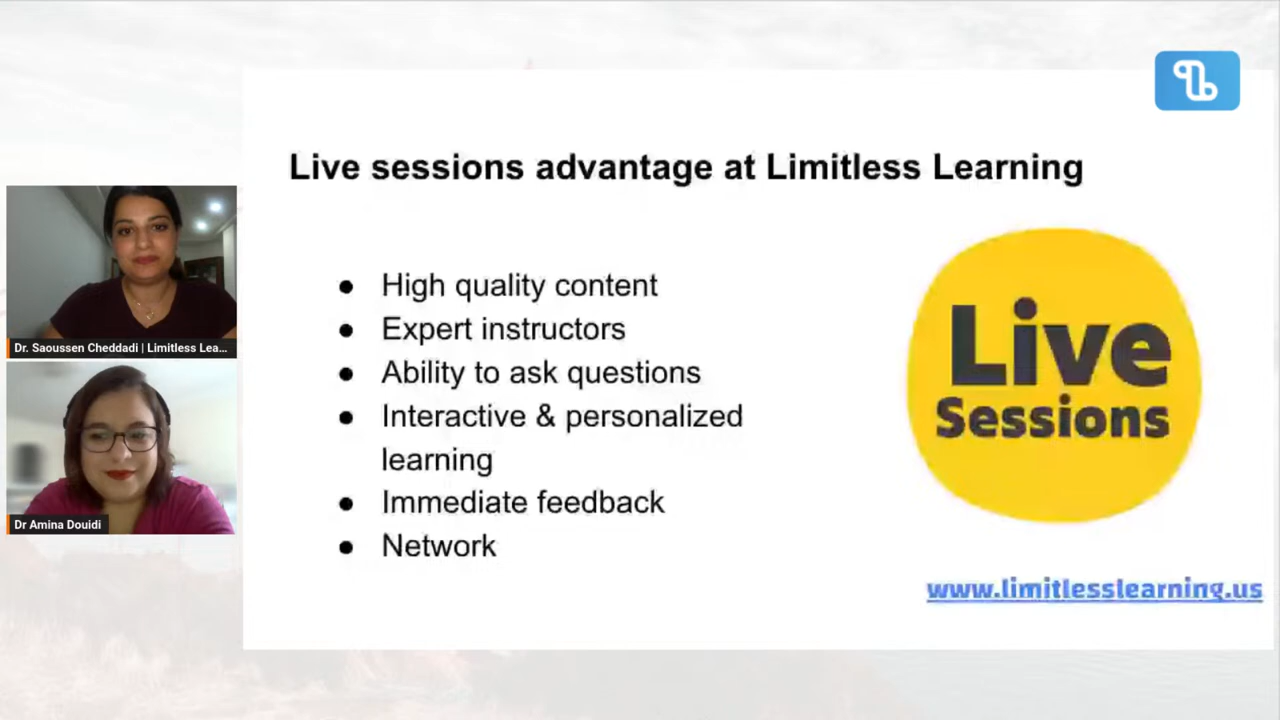 Live sessions advantage at Limitless Learning
Dr. Saoussen Cheddadi | Limitless Lea...
Dr Amina Douidi
● High quality content
● Expert instructors
● Ability to ask questions
● Interactive & personalized
learning
● Immediate feedback
● Network
Live
Sessions
www.limitlesslearning.us